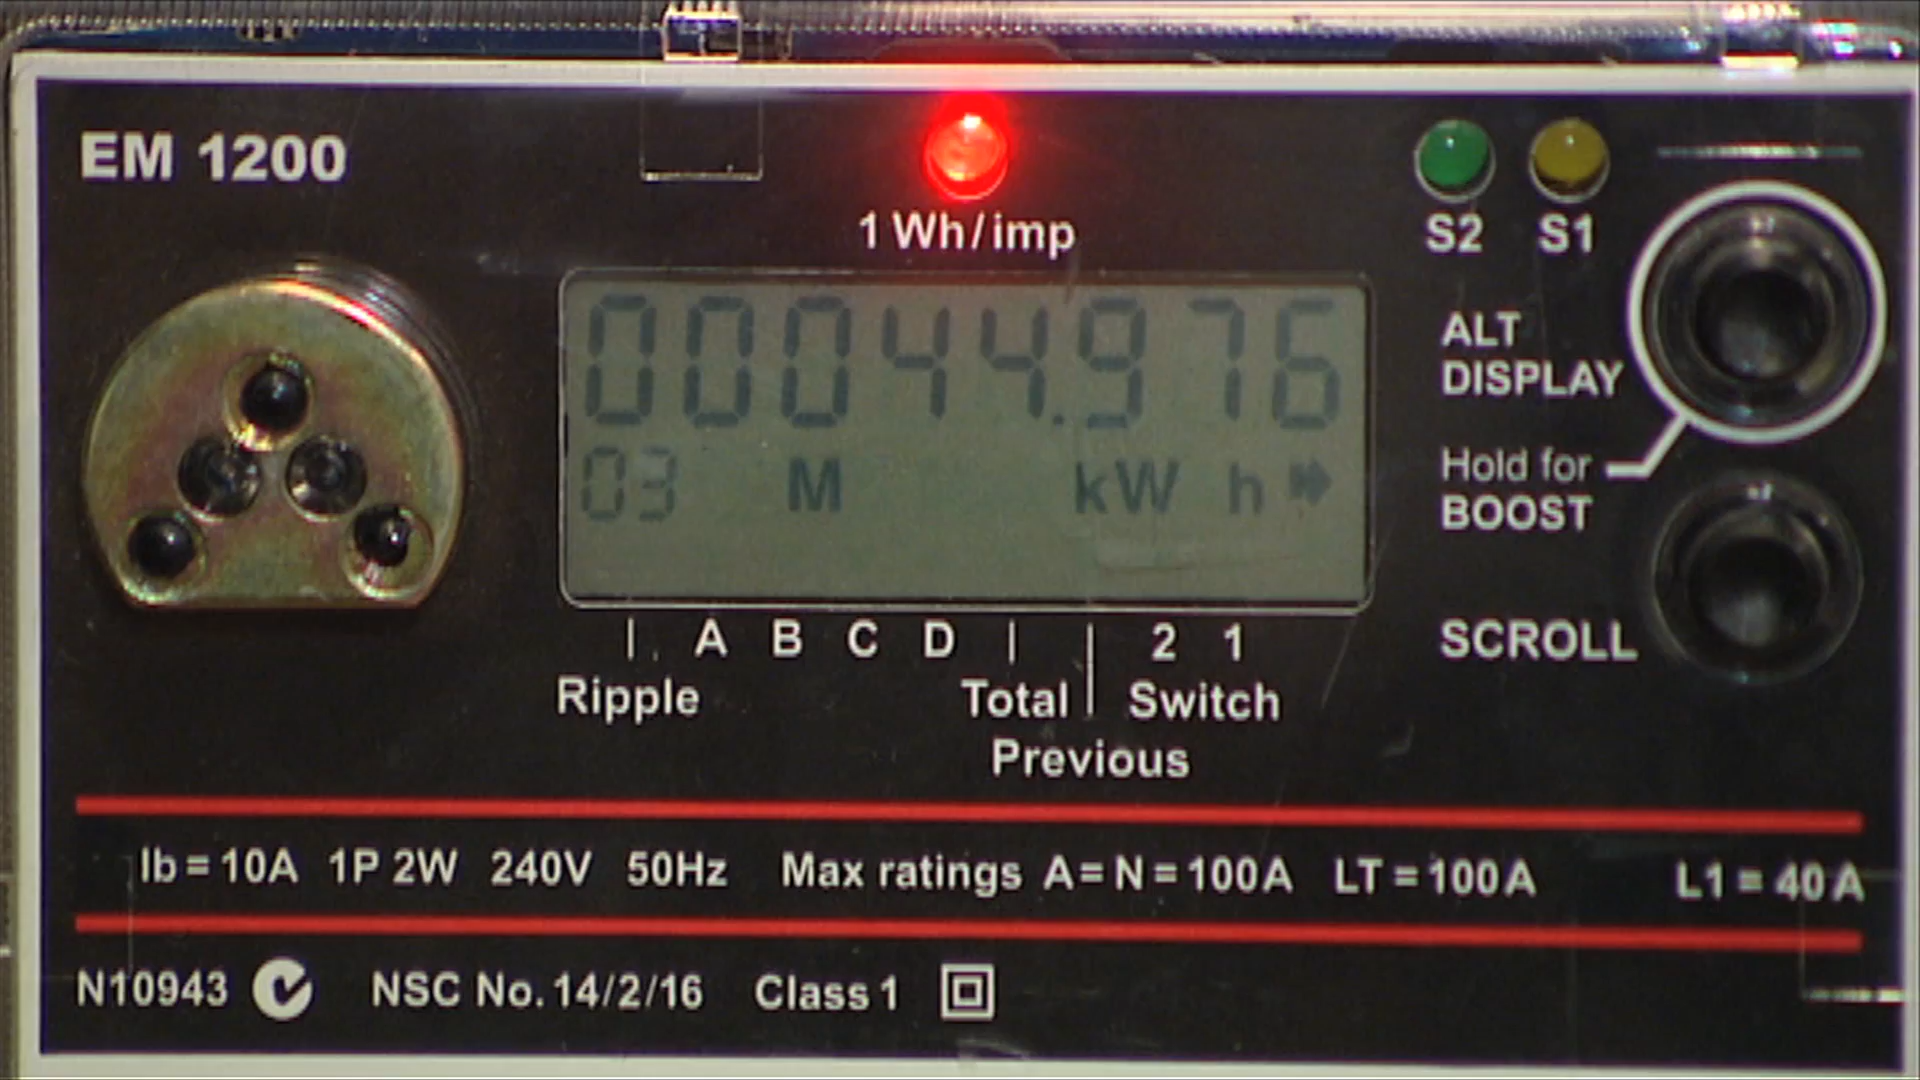 EM 1200
1 Wh/imp
S2 S1
00044.976
03 M kW h
ALT
DISPLAY
Hold for
BOOST
SCROLL
A B C D 2 1
Ripple Total Switch
Previous
Ib = 10A 1P 2W 240V 50Hz Max ratings A = N = 100A LT = 100A L1 = 40A
N10943 NSC No. 14/2/16 Class 1